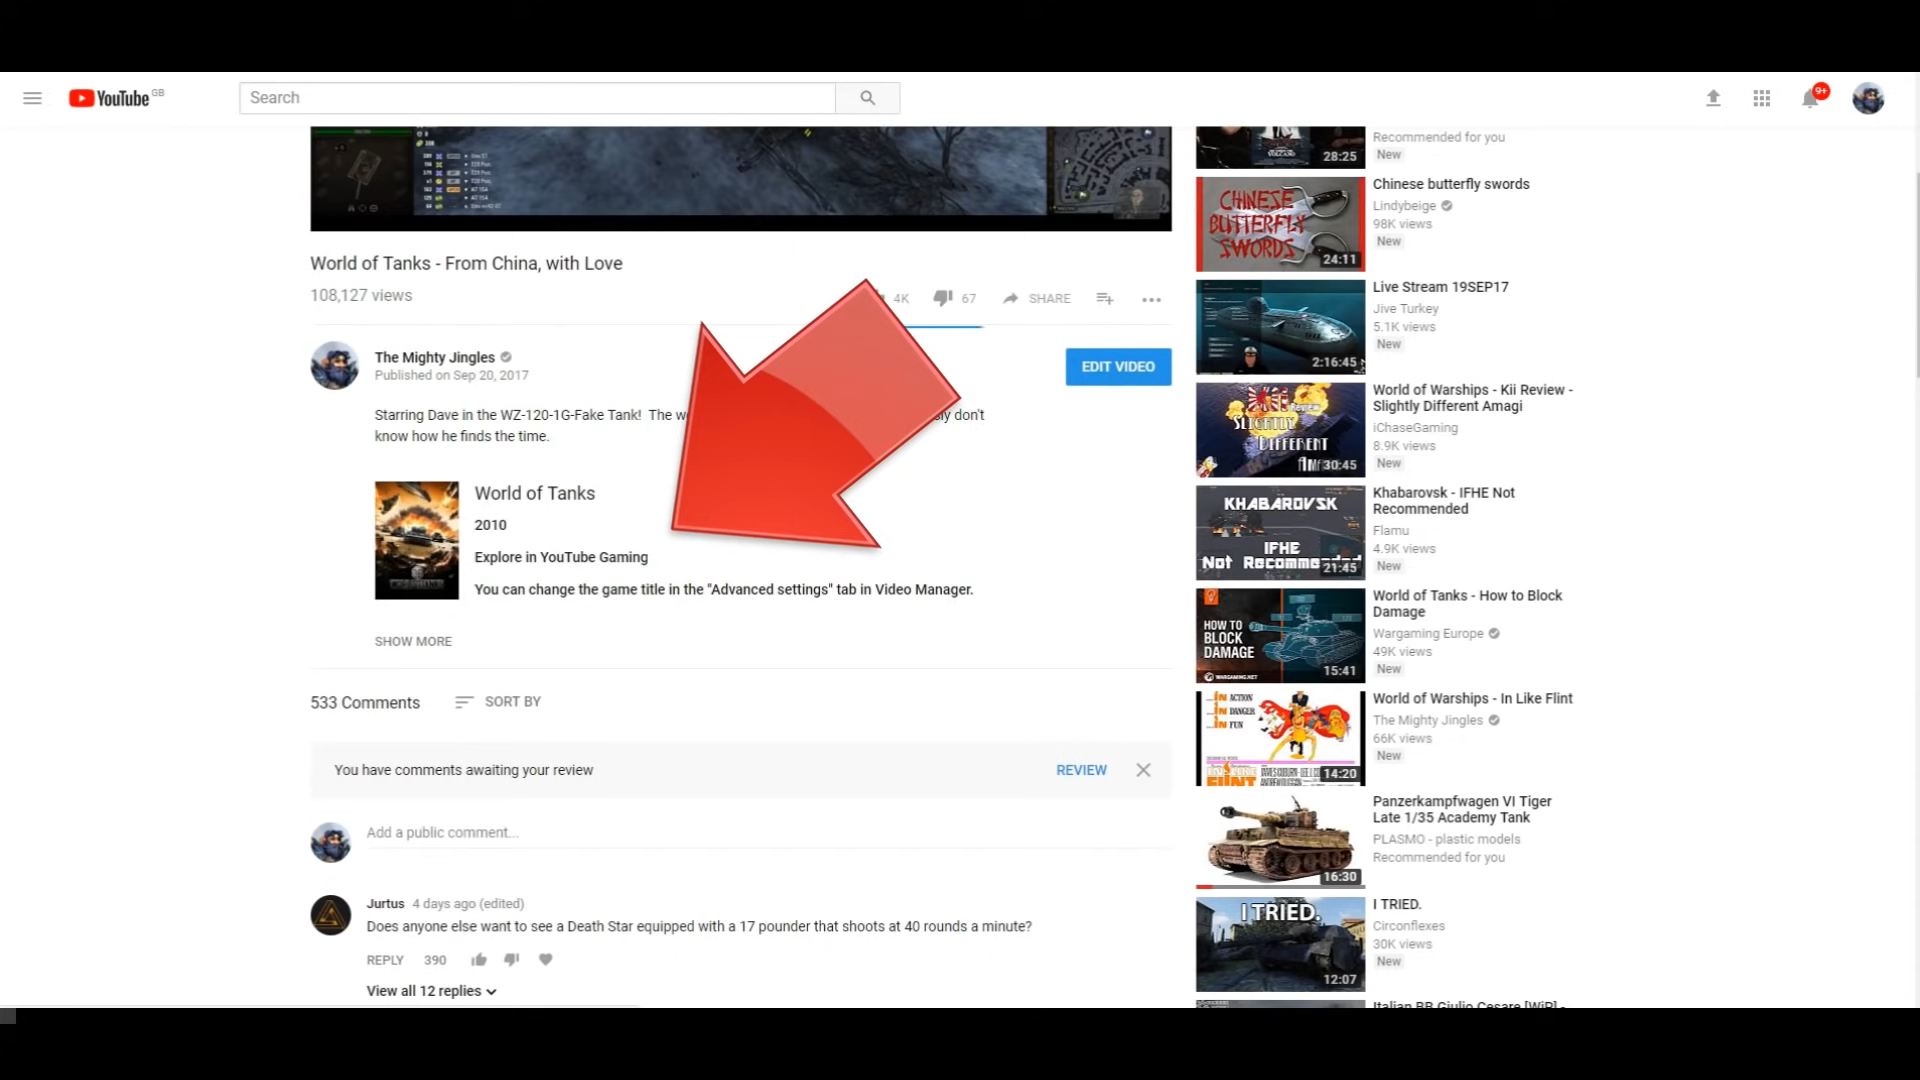 YouTube GB
Search
9+
World of Tanks - From China, with Love
108,127 views
4K
67
SHARE
The Mighty Jingles
Published on Sep 20, 2017
EDIT VIDEO
Starring Dave in the WZ-120-1G-Fake Tank! The
don't
know how he finds the time.
World of Tanks
2010
Explore in YouTube Gaming
You can change the game title in the "Advanced settings" tab in Video Manager.
SHOW MORE
533 Comments
SORT BY
You have comments awaiting your review
REVIEW
Add a public comment...
Jurtus 4 days ago (edited)
Does anyone else want to see a Death Star equipped with a 17 pounder that shoots at 40 rounds a minute?
REPLY 390
View all 12 replies
28:25
Recommended for you
New
CHINESE
BUTTERFLY
SWORDS
24:11
Chinese butterfly swords
Lindybeige
98K views
New
2:16:45
Live Stream 19SEP17
Jive Turkey
5.1K views
New
Kii Review
SLIGHTLY
DIFFERENT
30:45
World of Warships - Kii Review -
Slightly Different Amagi
iChaseGaming
8.9K views
New
KHABAROVSK
IFHE
Not Recommended
21:45
Khabarovsk - IFHE Not
Recommended
Flamu
4.9K views
New
HOW TO
BLOCK
DAMAGE
WARGAMING.NET
15:41
World of Tanks - How to Block
Damage
Wargaming Europe
49K views
New
...IN ACTION
...IN DANGER
...IN FUN
FLINT
14:20
World of Warships - In Like Flint
The Mighty Jingles
66K views
New
16:30
Panzerkampfwagen VI Tiger
Late 1/35 Academy Tank
PLASMO - plastic models
Recommended for you
I TRIED.
12:07
I TRIED.
Circonflexes
30K views
New
Italian BB Giulio Cesare [WiP] -